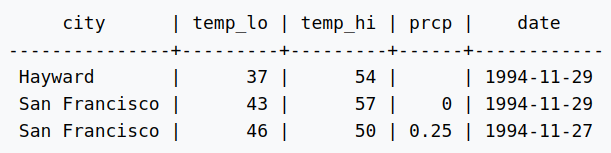 city      | temp_lo | temp_hi | prcp |    date
---------------+---------+---------+------+------------
 Hayward       |      37 |      54 |      | 1994-11-29
 San Francisco |      43 |      57 |    0 | 1994-11-29
 San Francisco |      46 |      50 | 0.25 | 1994-11-27